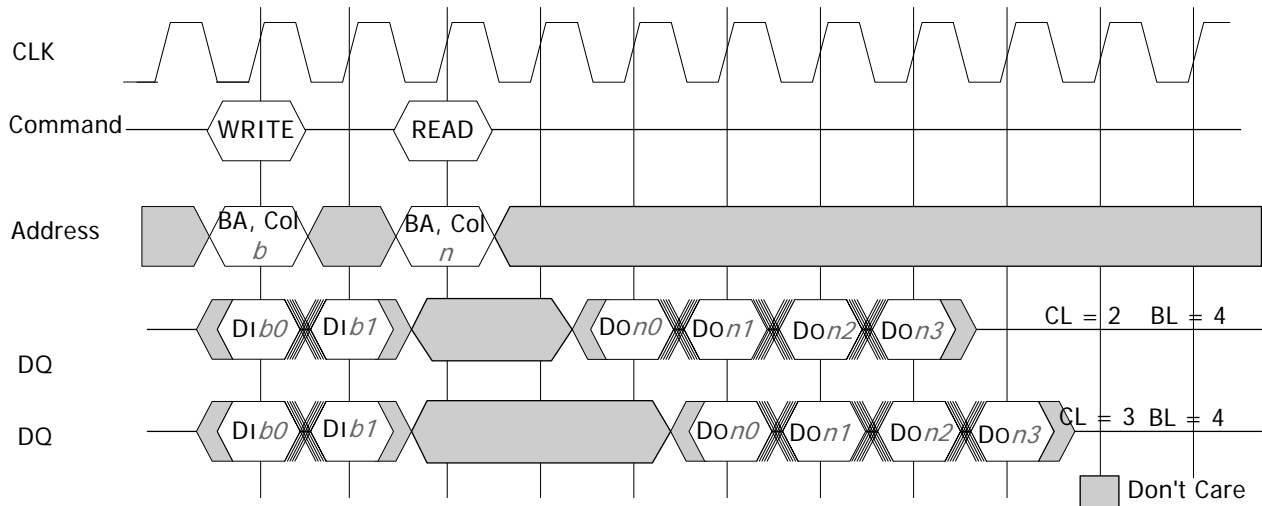 CLK
Command WRITE READ
Address BA, Col BA, Col
b n
DQ DIb0 DIb1 DOn0 DOn1 DOn2 DOn3 CL = 2 BL = 4
DQ DIb0 DIb1 DOn0 DOn1 DOn2 DOn3 CL = 3 BL = 4
Don't Care